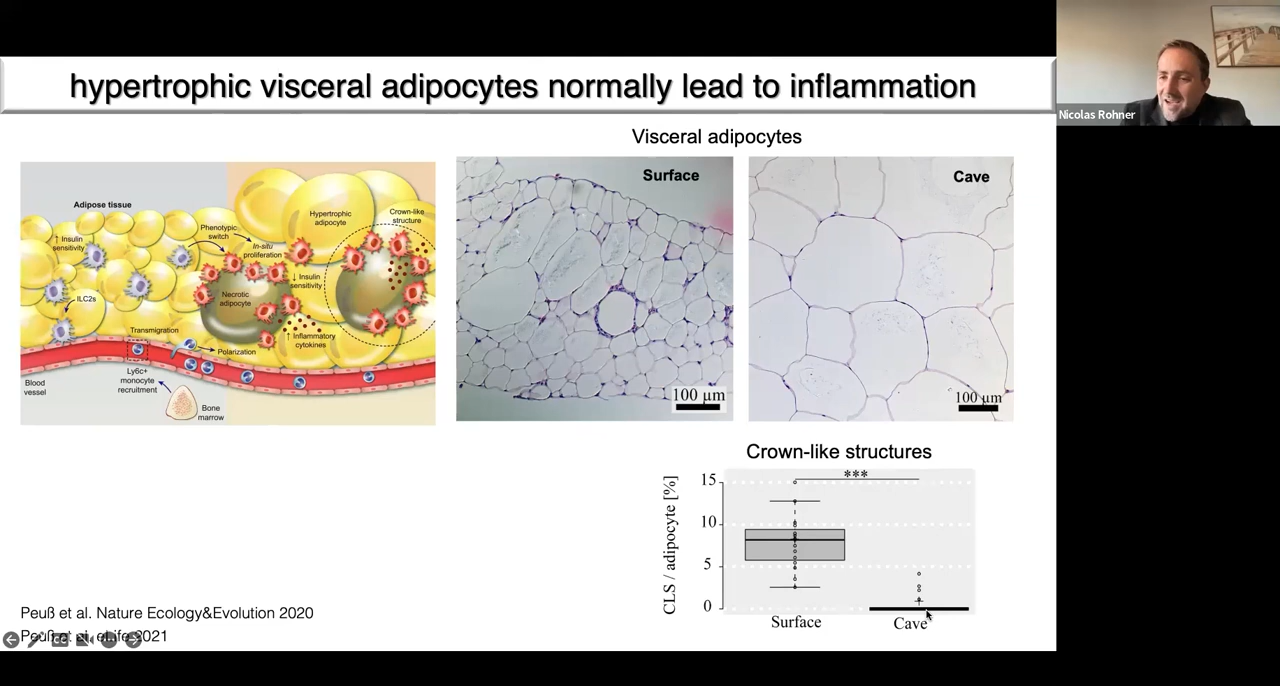 hypertrophic visceral adipocytes normally lead to inflammation
Nicolas Rohner
Visceral adipocytes
Adipose tissue
↑ Insulin
sensitivity
ILC2s
Phenotypic
switch
In-situ
proliferation
Hypertrophic
adipocyte
Crown-like
structure
↓ Insulin
sensitivity
Necrotic
adipocyte
↑ Inflammatory
cytokines
Transmigration
Polarization
Ly6c+
monocyte
recruitment
Blood
vessel
Bone
marrow
Surface
100 µm
Cave
100 µm
Crown-like structures
***
CLS / adipocyte [%]
15
10
5
0
Surface
Cave
Peuß et al. Nature Ecology&Evolution 2020
Peuß et al. eLife 2021